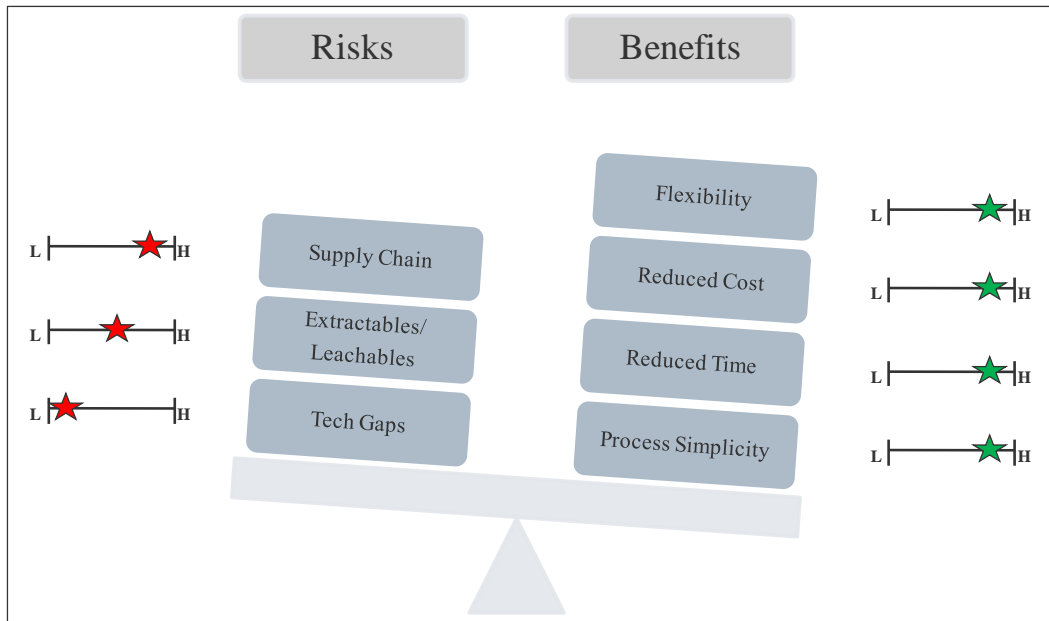 Risks
Benefits
Flexibility
Supply Chain
Reduced Cost
Extractables/
Leachables
Reduced Time
Tech Gaps
Process Simplicity
L H
L H
L H
L H
L H
L H
L H